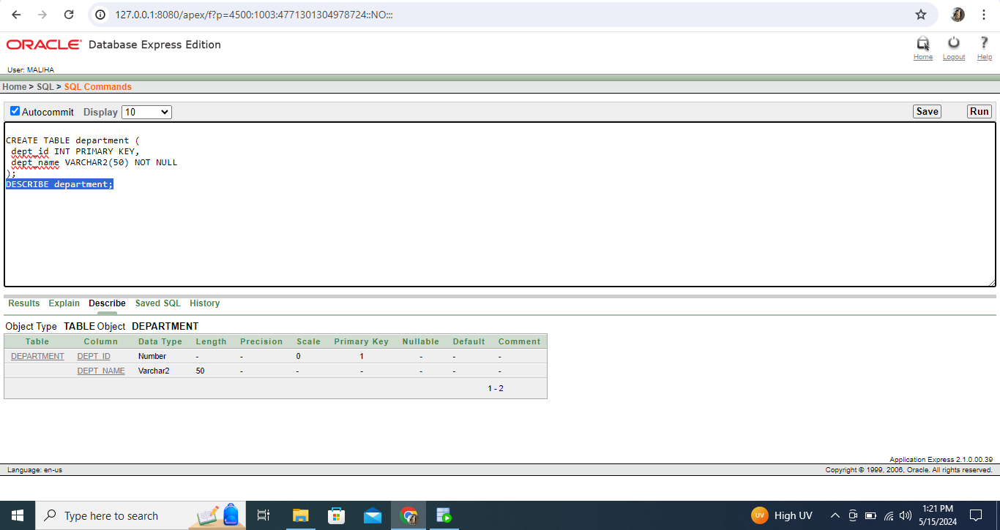 127.0.0.1:8080/apex/f?p=4500:1003:4771301304978724::NO:::
ORACLE Database Express Edition
Home Logout Help
User: MALIHA
Home > SQL > SQL Commands
Autocommit Display 10 Save Run
CREATE TABLE department (
dept_id INT PRIMARY KEY,
dept_name VARCHAR2(50) NOT NULL
);
DESCRIBE department;
Results Explain Describe Saved SQL History
Object Type TABLE Object DEPARTMENT
Table Column Data Type Length Precision Scale Primary Key Nullable Default Comment
DEPARTMENT DEPT_ID Number - - 0 1 - - -
DEPT_NAME Varchar2 50 - - - - - -
1 - 2
Application Express 2.1.0.00.39
Language: en-us Copyright © 1999, 2006, Oracle. All rights reserved.
Type here to search UV High UV 1:21 PM
5/15/2024